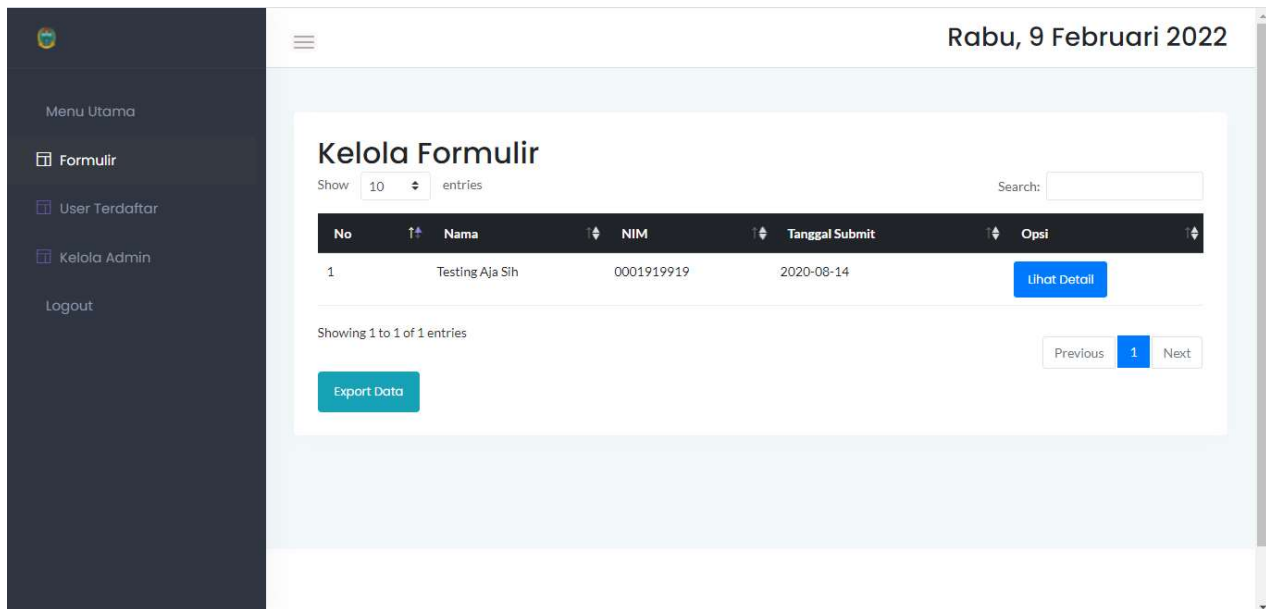 Rabu, 9 Februari 2022
Menu Utama
Formulir
User Terdaftar
Kelola Admin
Logout
Kelola Formulir
Show 10 entries Search:
No Nama NIM Tanggal Submit Opsi
1 Testing Aja Sih 0001919919 2020-08-14 Lihat Detail
Showing 1 to 1 of 1 entries
Previous 1 Next
Export Data